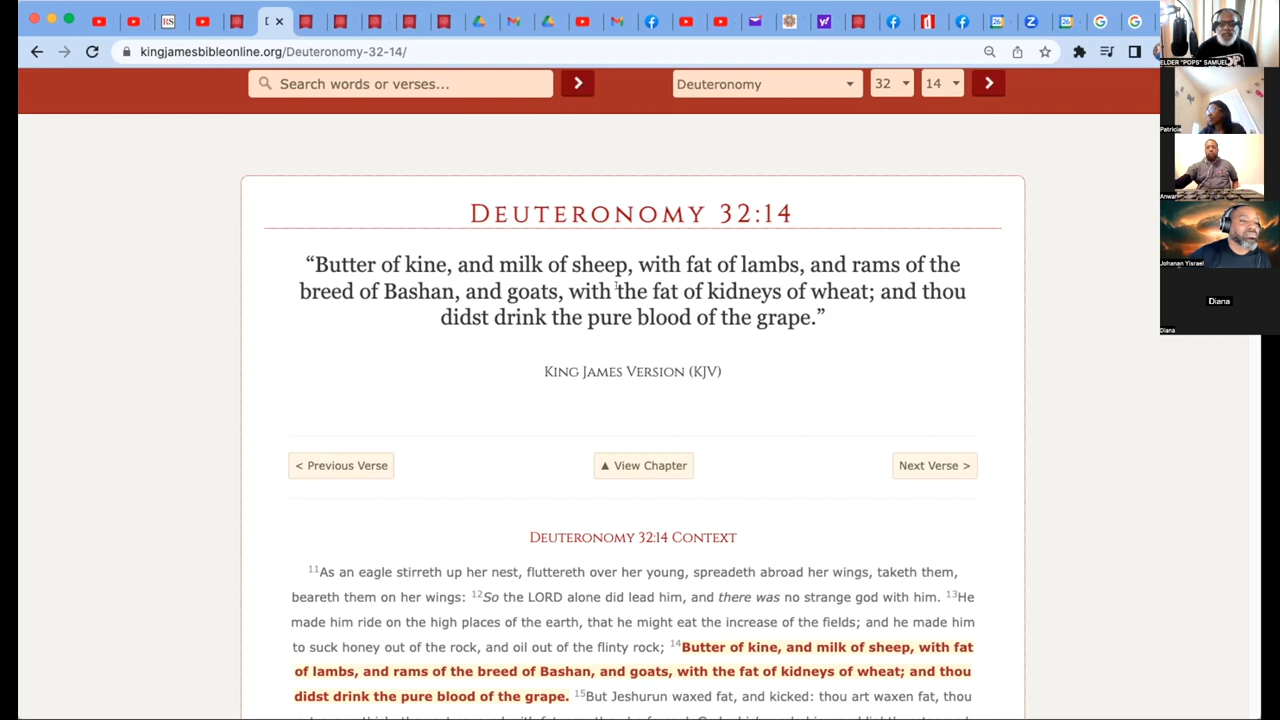 kingjamesbibleonline.org/Deuteronomy-32-14/
Search words or verses...
Deuteronomy
32
14
DEUTERONOMY 32:14
“Butter of kine, and milk of sheep, with fat of lambs, and rams of the
breed of Bashan, and goats, with the fat of kidneys of wheat; and thou
didst drink the pure blood of the grape.”
KING JAMES VERSION (KJV)
< Previous Verse
▲ View Chapter
Next Verse >
DEUTERONOMY 32:14 CONTEXT
11As an eagle stirreth up her nest, fluttereth over her young, spreadeth abroad her wings, taketh them,
beareth them on her wings: 12So the LORD alone did lead him, and there was no strange god with him. 13He
made him ride on the high places of the earth, that he might eat the increase of the fields; and he made him
to suck honey out of the rock, and oil out of the flinty rock; 14Butter of kine, and milk of sheep, with fat
of lambs, and rams of the breed of Bashan, and goats, with the fat of kidneys of wheat; and thou
didst drink the pure blood of the grape. 15But Jeshurun waxed fat, and kicked: thou art waxen fat, thou
ELDER "POPS" SAMUEL
Patricia
Anwar
Johanan Yisrael
Diana
Diana